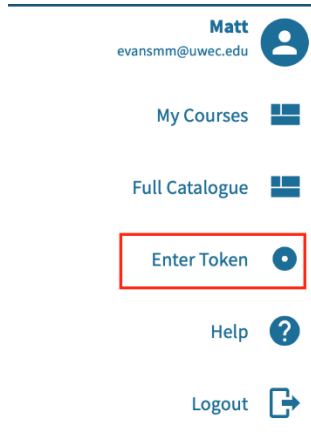 Matt
evansmm@uwec.edu
My Courses
Full Catalogue
Enter Token
Help
Logout